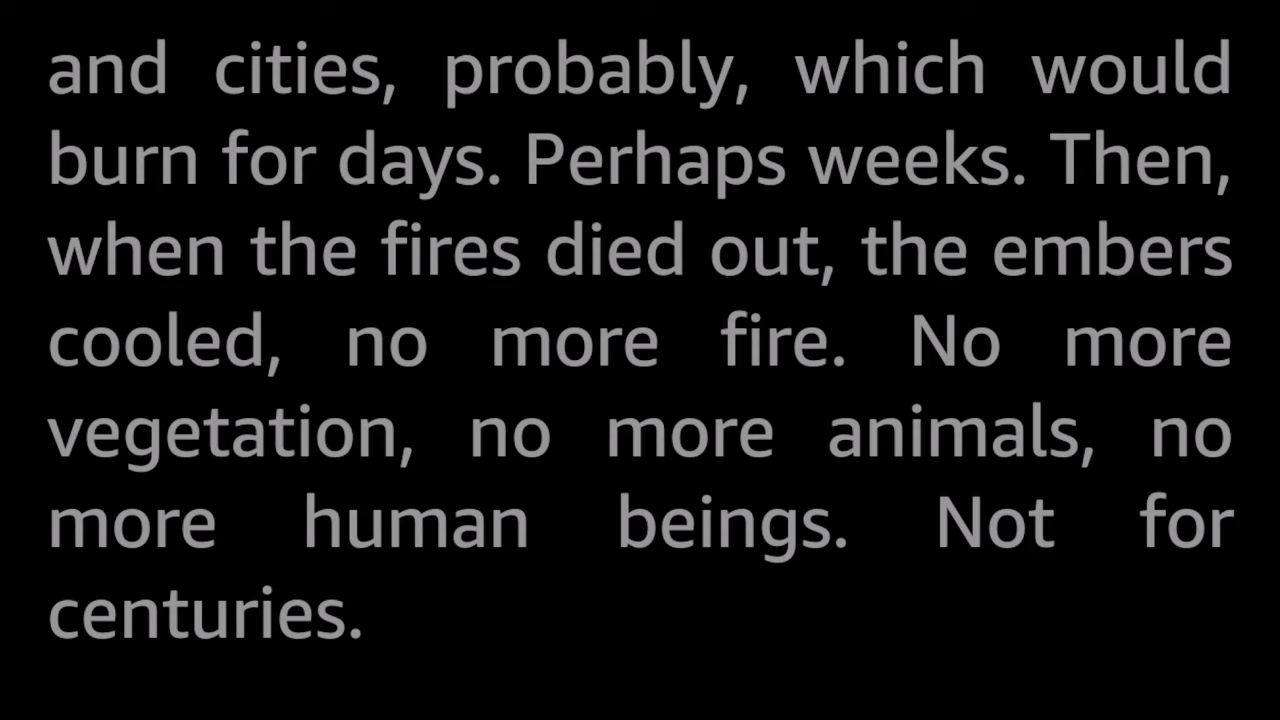 and cities, probably, which would
burn for days. Perhaps weeks. Then,
when the fires died out, the embers
cooled, no more fire. No more
vegetation, no more animals, no
more human beings. Not for
centuries.